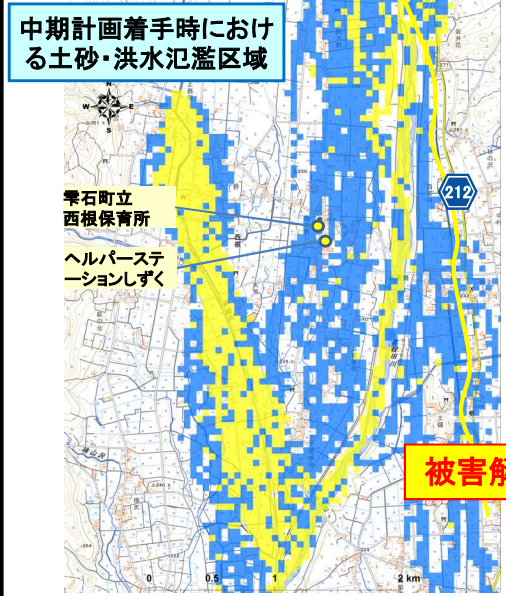 中期計画着手時におけ
る土砂・洪水氾濫区域
N
W
E
S
212
雫石町立
西根保育所
ヘルパーステ
ーションしずく
被害解
0
0.5
1
2 km